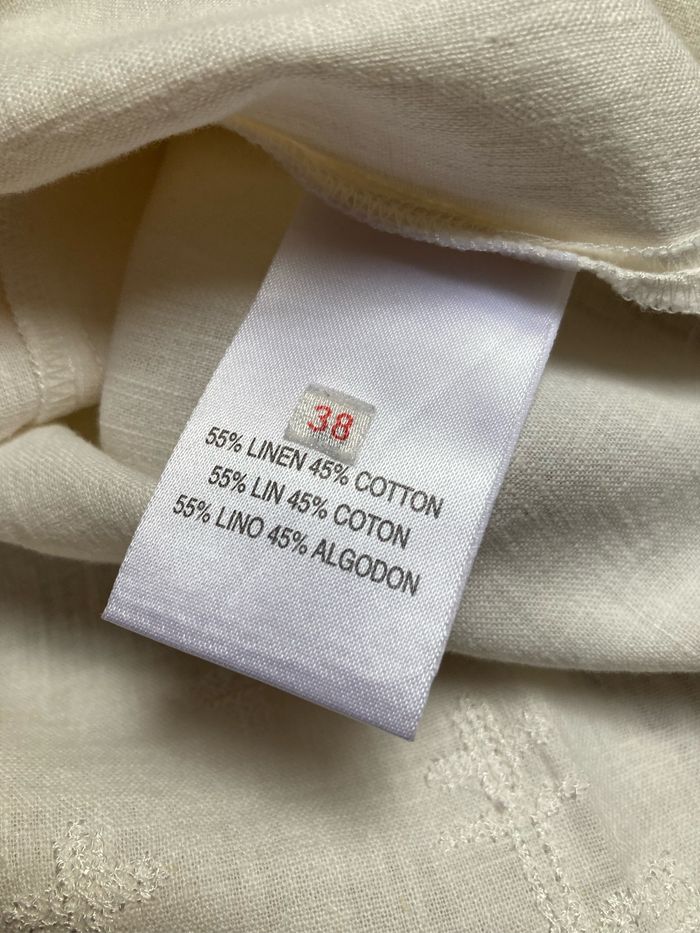 38
55% LINEN 45% COTTON
55% LIN 45% COTON
55% LINO 45% ALGODON